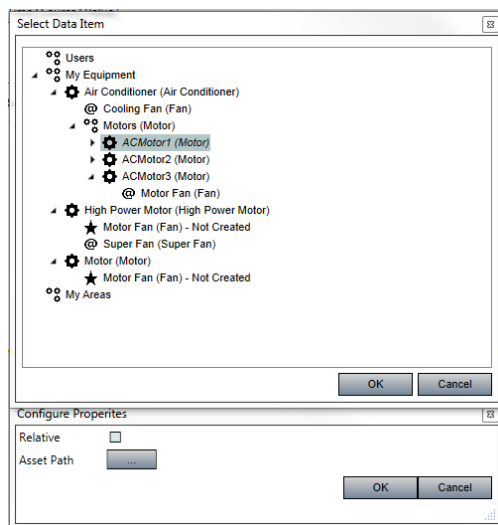 Select Data Item
Users
My Equipment
Air Conditioner (Air Conditioner)
@ Cooling Fan (Fan)
Motors (Motor)
ACMotor1 (Motor)
ACMotor2 (Motor)
ACMotor3 (Motor)
@ Motor Fan (Fan)
High Power Motor (High Power Motor)
Motor Fan (Fan) - Not Created
@ Super Fan (Super Fan)
Motor (Motor)
Motor Fan (Fan) - Not Created
My Areas
OK Cancel
Configure Properites
Relative
Asset Path ...
OK Cancel